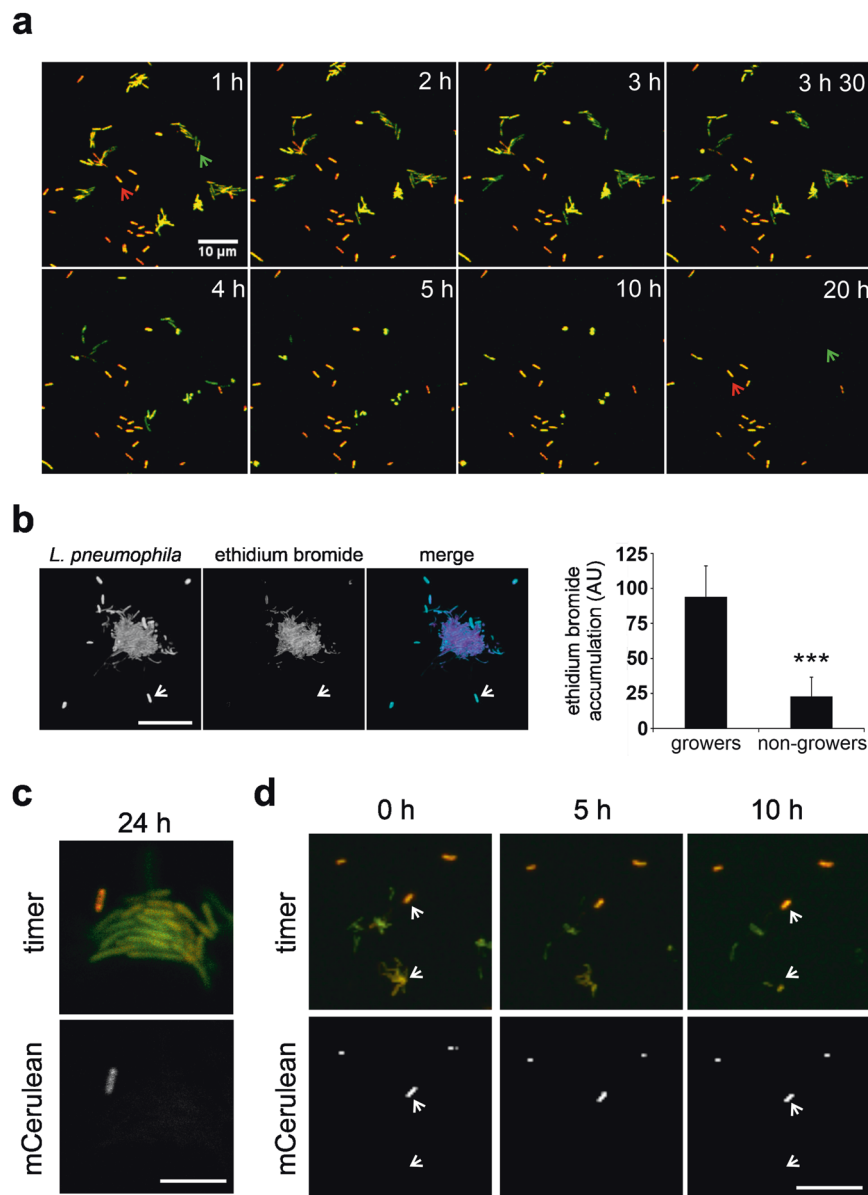 a
1 h
2 h
3 h
3 h 30
10 µm
4 h
5 h
10 h
20 h
b
L. pneumophila
ethidium bromide
merge
ethidium bromide
accumulation (AU)
125
100
75
50
25
0
***
growers
non-growers
c
24 h
timer
mCerulean
d
0 h
5 h
10 h
timer
mCerulean